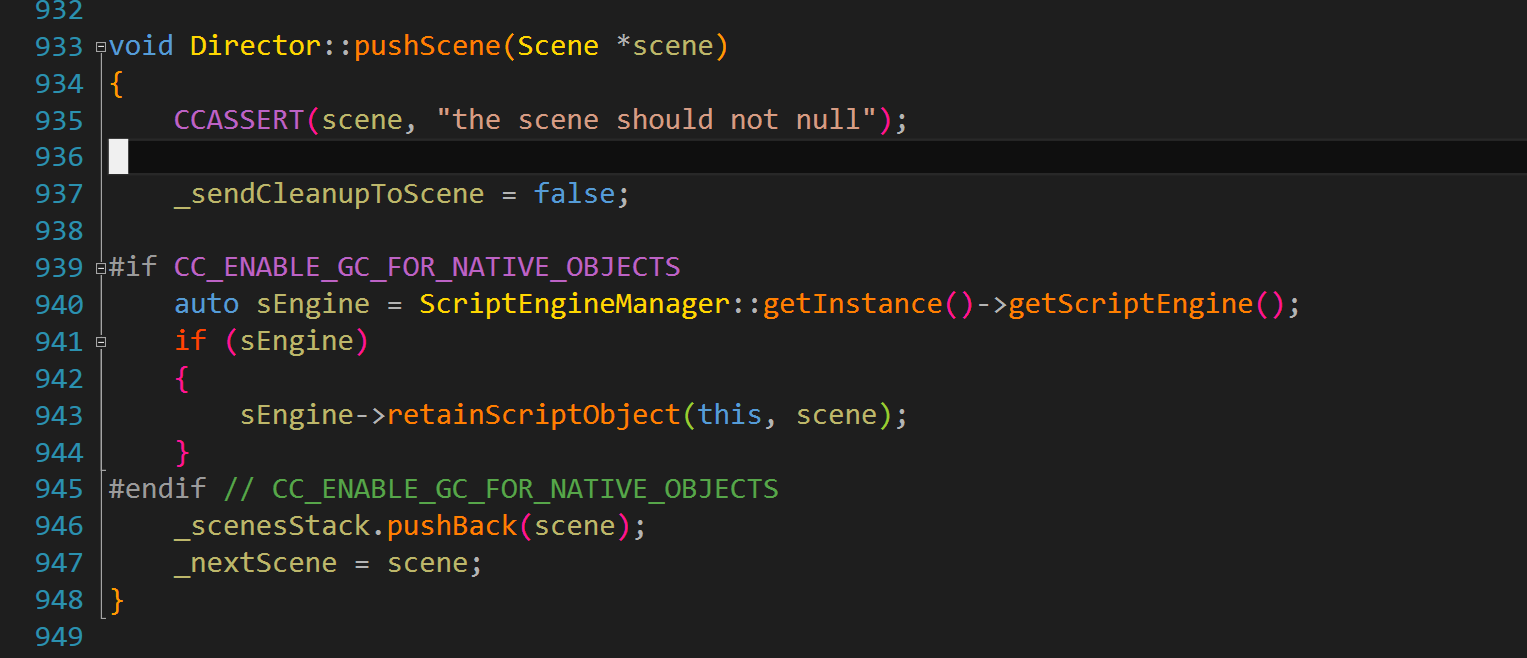 932
933 void Director::pushScene(Scene *scene)
934 {
935     CCASSERT(scene, "the scene should not null");
936
937     _sendCleanupToScene = false;
938
939 #if CC_ENABLE_GC_FOR_NATIVE_OBJECTS
940     auto sEngine = ScriptEngineManager::getInstance()->getScriptEngine();
941     if (sEngine)
942     {
943         sEngine->retainScriptObject(this, scene);
944     }
945 #endif // CC_ENABLE_GC_FOR_NATIVE_OBJECTS
946     _scenesStack.pushBack(scene);
947     _nextScene = scene;
948 }
949